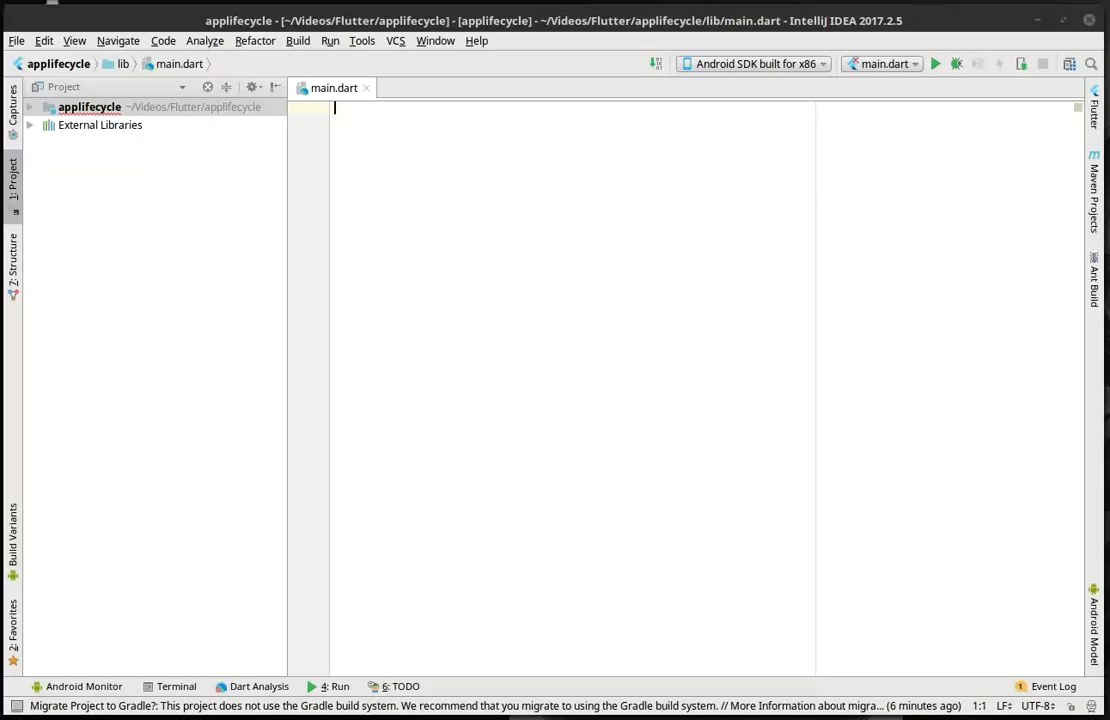 applifecycle - [~/Videos/Flutter/applifecycle] - [applifecycle] - ~/Videos/Flutter/applifecycle/lib/main.dart - IntelliJ IDEA 2017.2.5
File Edit View Navigate Code Analyze Refactor Build Run Tools VCS Window Help
applifecycle lib main.dart Android SDK built for x86 main.dart
Captures
1: Project
7: Structure
Build Variants
2: Favorites
Project
applifecycle ~/Videos/Flutter/applifecycle
External Libraries
main.dart
Flutter
m
Maven Projects
Ant Build
Android Model
Android Monitor Terminal Dart Analysis 4: Run 6: TODO 1 Event Log
Migrate Project to Gradle?: This project does not use the Gradle build system. We recommend that you migrate to using the Gradle build system. // More Information about migra... (6 minutes ago) 1:1 LF÷ UTF-8÷